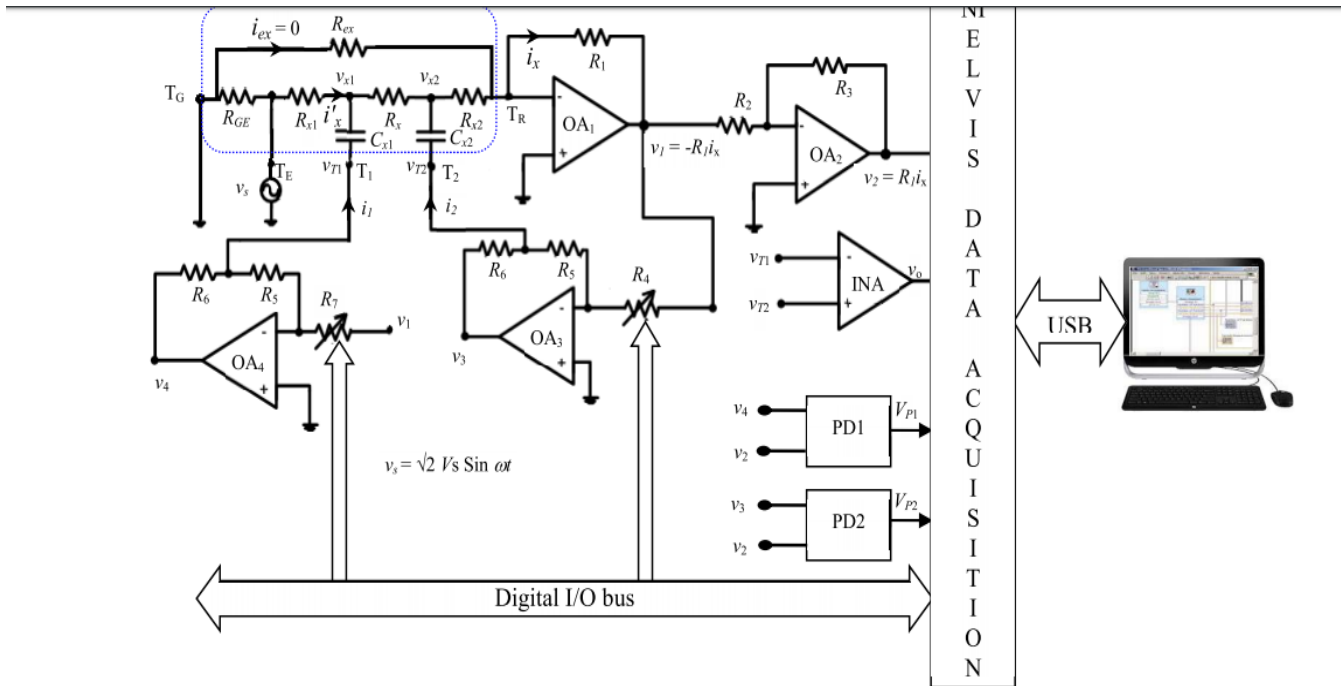 i_ex = 0
R_ex
i_x
R_1
v_x1
v_x2
T_G
R_GE
R_x1
i'_x
R_x
R_x2
T_R
OA_1
-
+
C_x1
C_x2
v_s
T_E
v_T1
T_1
v_T2
T_2
i_1
i_2
v_1 = -R_1i_x
R_2
R_3
OA_2
-
+
v_2 = R_1i_x
R_6
R_5
R_7
v_1
OA_4
-
+
v_4
R_6
R_5
R_4
OA_3
-
+
v_3
v_T1
v_T2
-
+
INA
v_o
v_4
v_2
PD1
V_P1
v_3
v_2
PD2
V_P2
v_s = √2 Vs Sin ωt
Digital I/O bus
NI
E
L
V
I
S
D
A
T
A
A
C
Q
U
I
S
I
T
I
O
N
USB